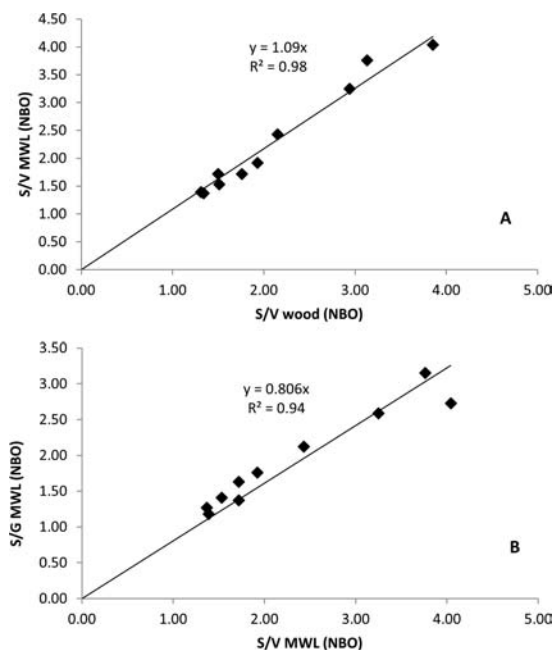 4.50
4.00
3.50
3.00
2.50
2.00
1.50
1.00
0.50
0.00
S/V MWL (NBO)
y = 1.09x
R² = 0.98
A
0.00 1.00 2.00 3.00 4.00 5.00
S/V wood (NBO)
3.50
3.00
2.50
2.00
1.50
1.00
0.50
0.00
S/G MWL (NBO)
y = 0.806x
R² = 0.94
B
0.00 1.00 2.00 3.00 4.00 5.00
S/V MWL (NBO)